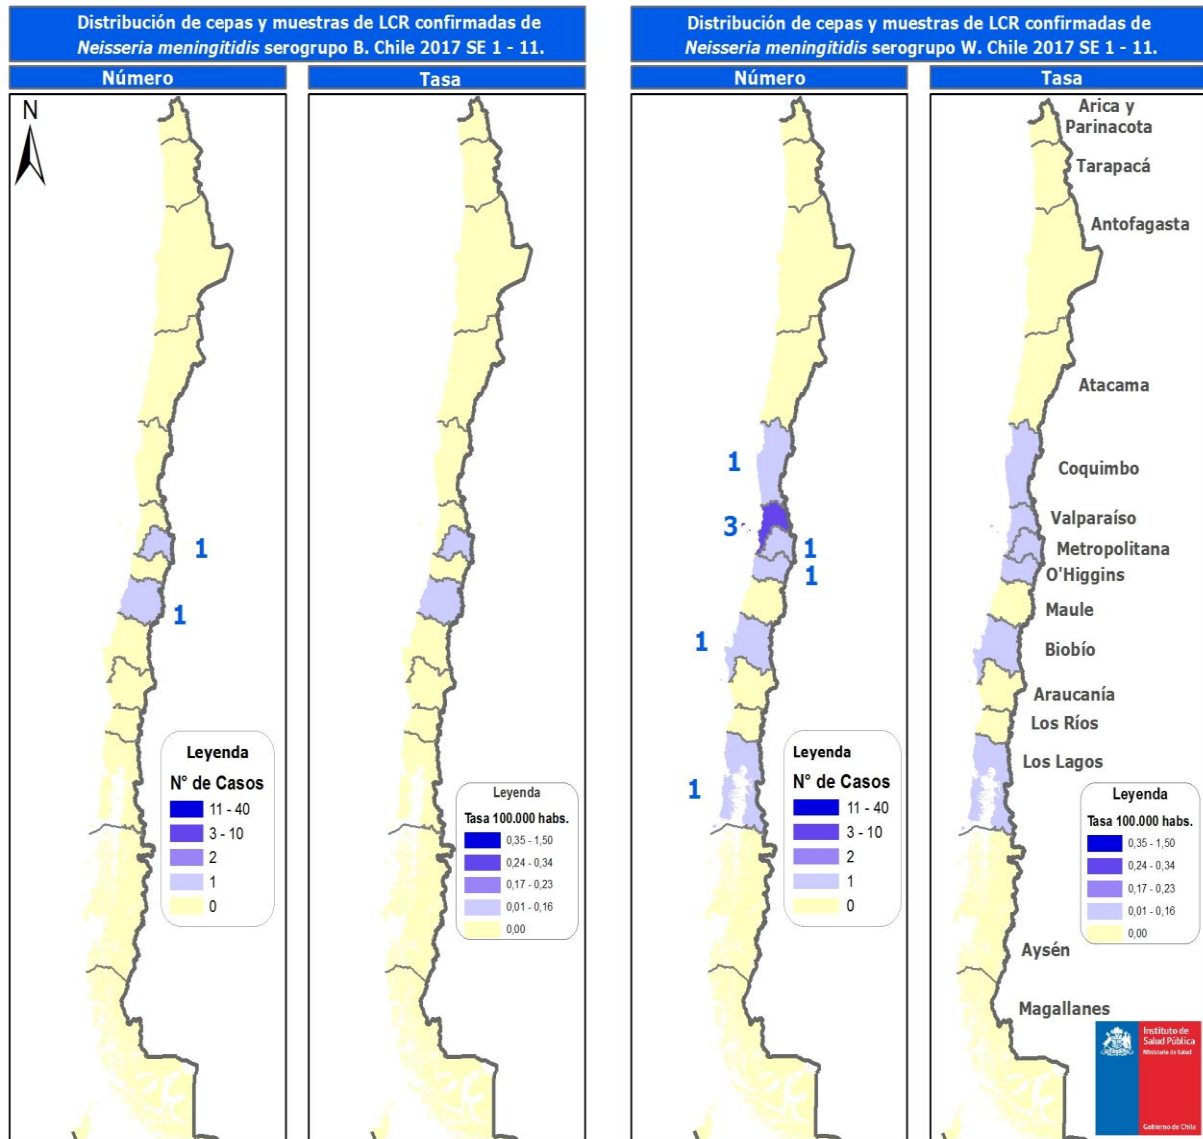 Distribución de cepas y muestras de LCR confirmadas de
Neisseria meningitidis serogrupo B. Chile 2017 SE 1 - 11.
Número
Tasa
N
1
1
Leyenda
N° de Casos
11 - 40
3 - 10
2
1
0
Leyenda
Tasa 100.000 habs.
0,35 - 1,50
0,24 - 0,34
0,17 - 0,23
0,01 - 0,16
0,00
Distribución de cepas y muestras de LCR confirmadas de
Neisseria meningitidis serogrupo W. Chile 2017 SE 1 - 11.
Número
Tasa
1
3
1
1
1
1
Leyenda
N° de Casos
11 - 40
3 - 10
2
1
0
Arica y
Parinacota
Tarapacá
Antofagasta
Atacama
Coquimbo
Valparaíso
Metropolitana
O'Higgins
Maule
Biobío
Araucanía
Los Ríos
Los Lagos
Leyenda
Tasa 100.000 habs.
0,35 - 1,50
0,24 - 0,34
0,17 - 0,23
0,01 - 0,16
0,00
Aysén
Magallanes
Instituto de
Salud Pública
Ministerio de Salud
Gobierno de Chile